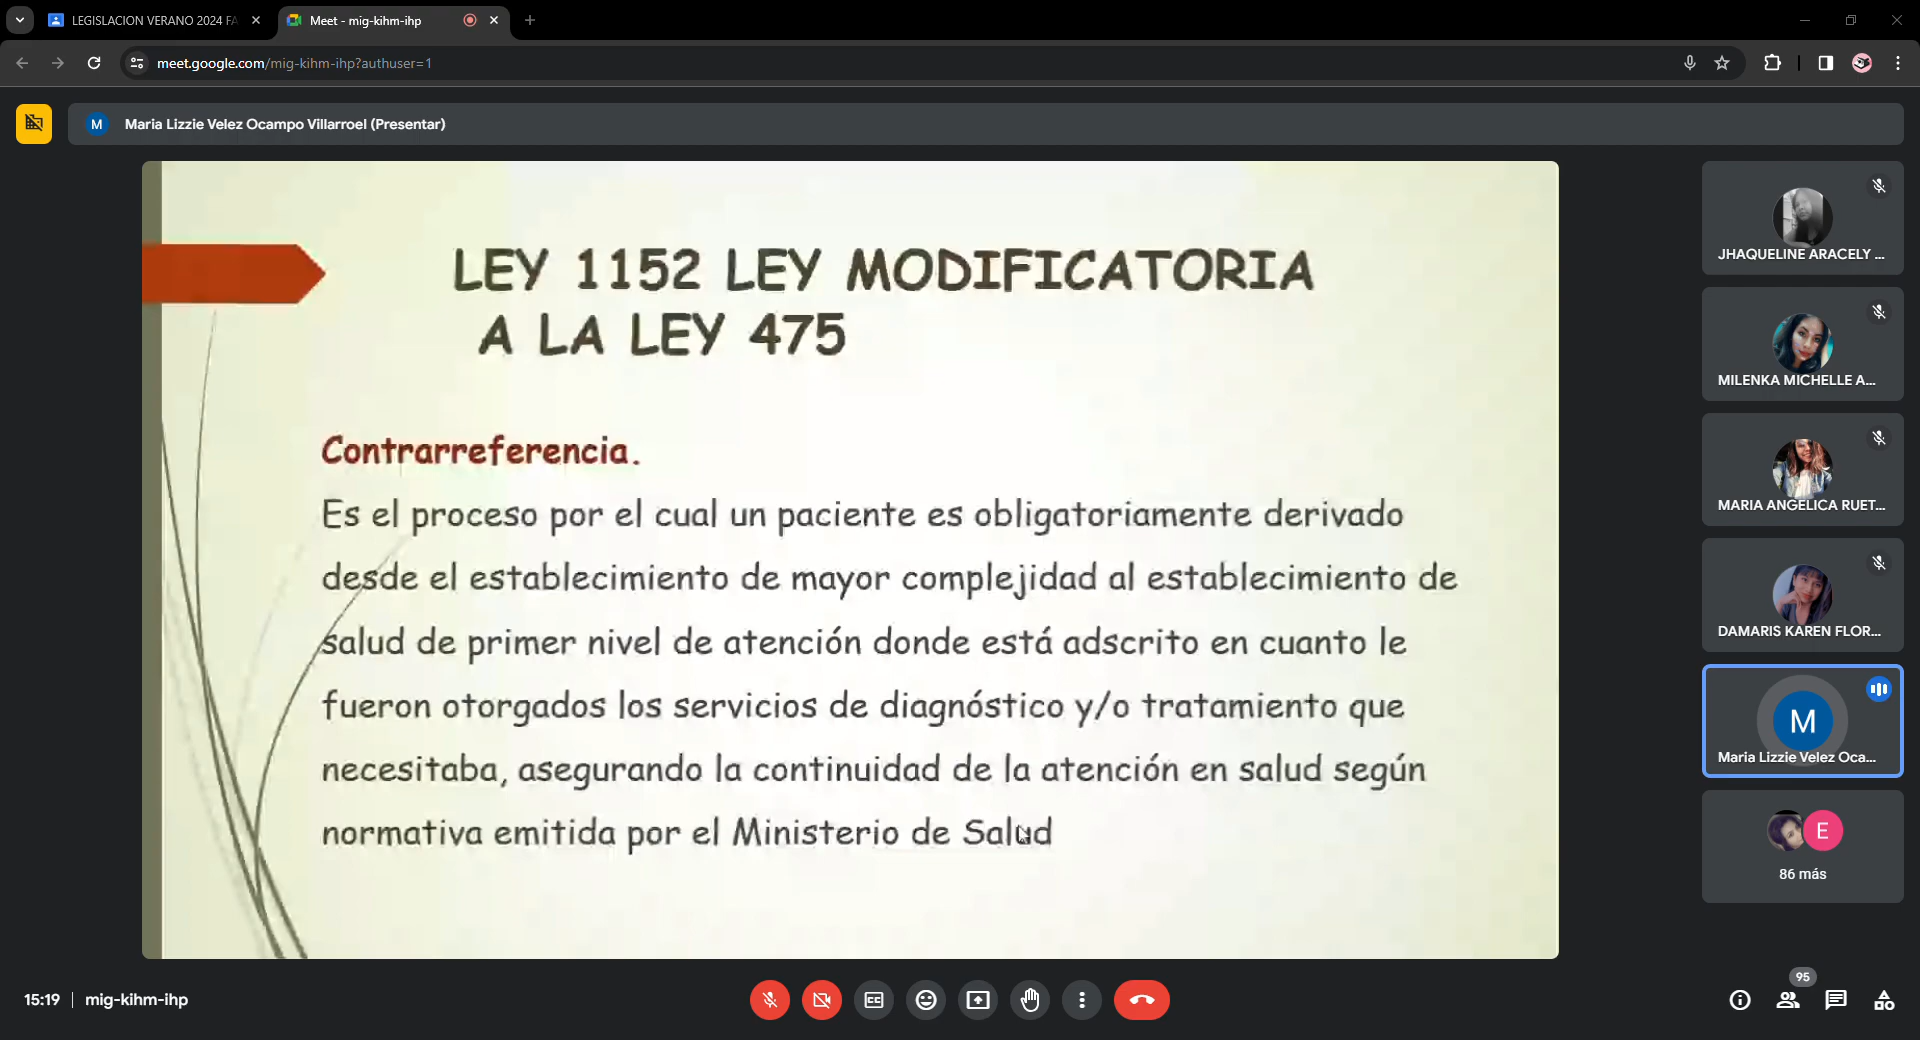 LEGISLACION VERANO 2024 FA
Meet - mig-kihm-ihp
meet.google.com/mig-kihm-ihp?authuser=1
M
Maria Lizzie Velez Ocampo Villarroel (Presentar)
LEY 1152 LEY MODIFICATORIA
A LA LEY 475
Contrarreferencia.
Es el proceso por el cual un paciente es obligatoriamente derivado
desde el establecimiento de mayor complejidad al establecimiento de
salud de primer nivel de atención donde está adscrito en cuanto le
fueron otorgados los servicios de diagnóstico y/o tratamiento que
necesitaba, asegurando la continuidad de la atención en salud según
normativa emitida por el Ministerio de Salud
JHAQUELINE ARACELY ...
MILENKA MICHELLE A...
MARIA ANGELICA RUET...
DAMARIS KAREN FLOR...
M
Maria Lizzie Velez Oca...
E
86 más
15:19 | mig-kihm-ihp
CC
95